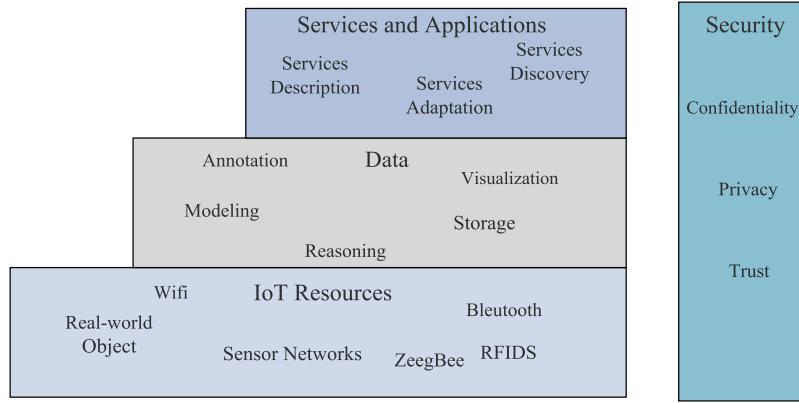 Services and Applications
Services
Description
Services
Adaptation
Services
Discovery
Data
Annotation
Visualization
Modeling
Storage
Reasoning
IoT Resources
Wifi
Bleutooth
Real-world
Object
Sensor Networks
ZeegBee
RFIDS
Security
Confidentiality
Privacy
Trust